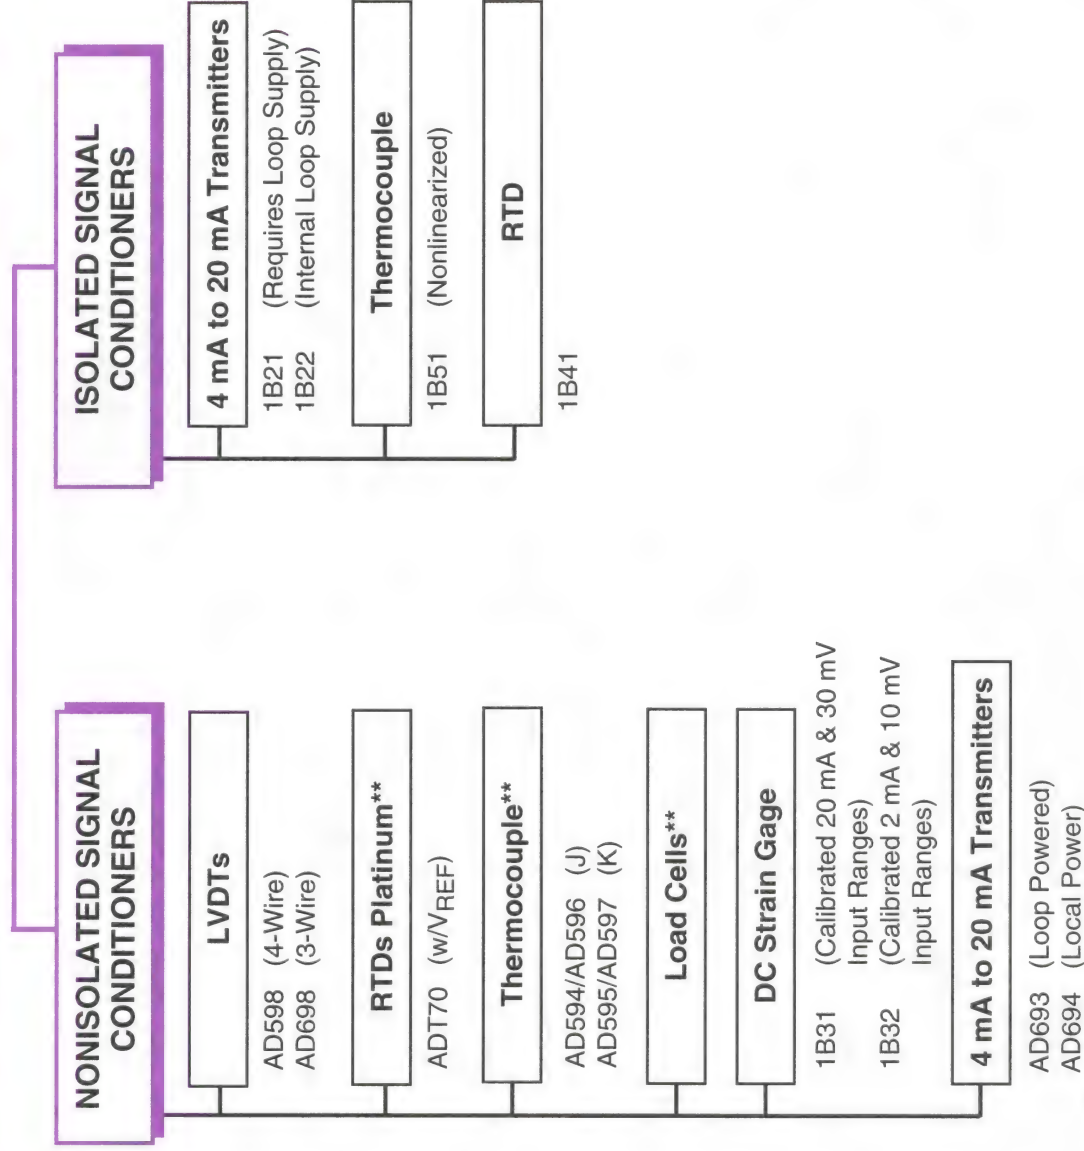 NONISOLATED SIGNAL
CONDITIONERS
LVDTs
AD598 (4-Wire)
AD698 (3-Wire)
RTDs Platinum**
ADT70 (w/VREF)
Thermocouple**
AD594/AD596 (J)
AD595/AD597 (K)
Load Cells**
DC Strain Gage
1B31 (Calibrated 20 mA & 30 mV
Input Ranges)
1B32 (Calibrated 2 mA & 10 mV
Input Ranges)
4 mA to 20 mA Transmitters
AD693 (Loop Powered)
AD694 (Local Power)
ISOLATED SIGNAL
CONDITIONERS
4 mA to 20 mA Transmitters
1B21 (Requires Loop Supply)
1B22 (Internal Loop Supply)
Thermocouple
1B51 (Nonlinearized)
RTD
1B41